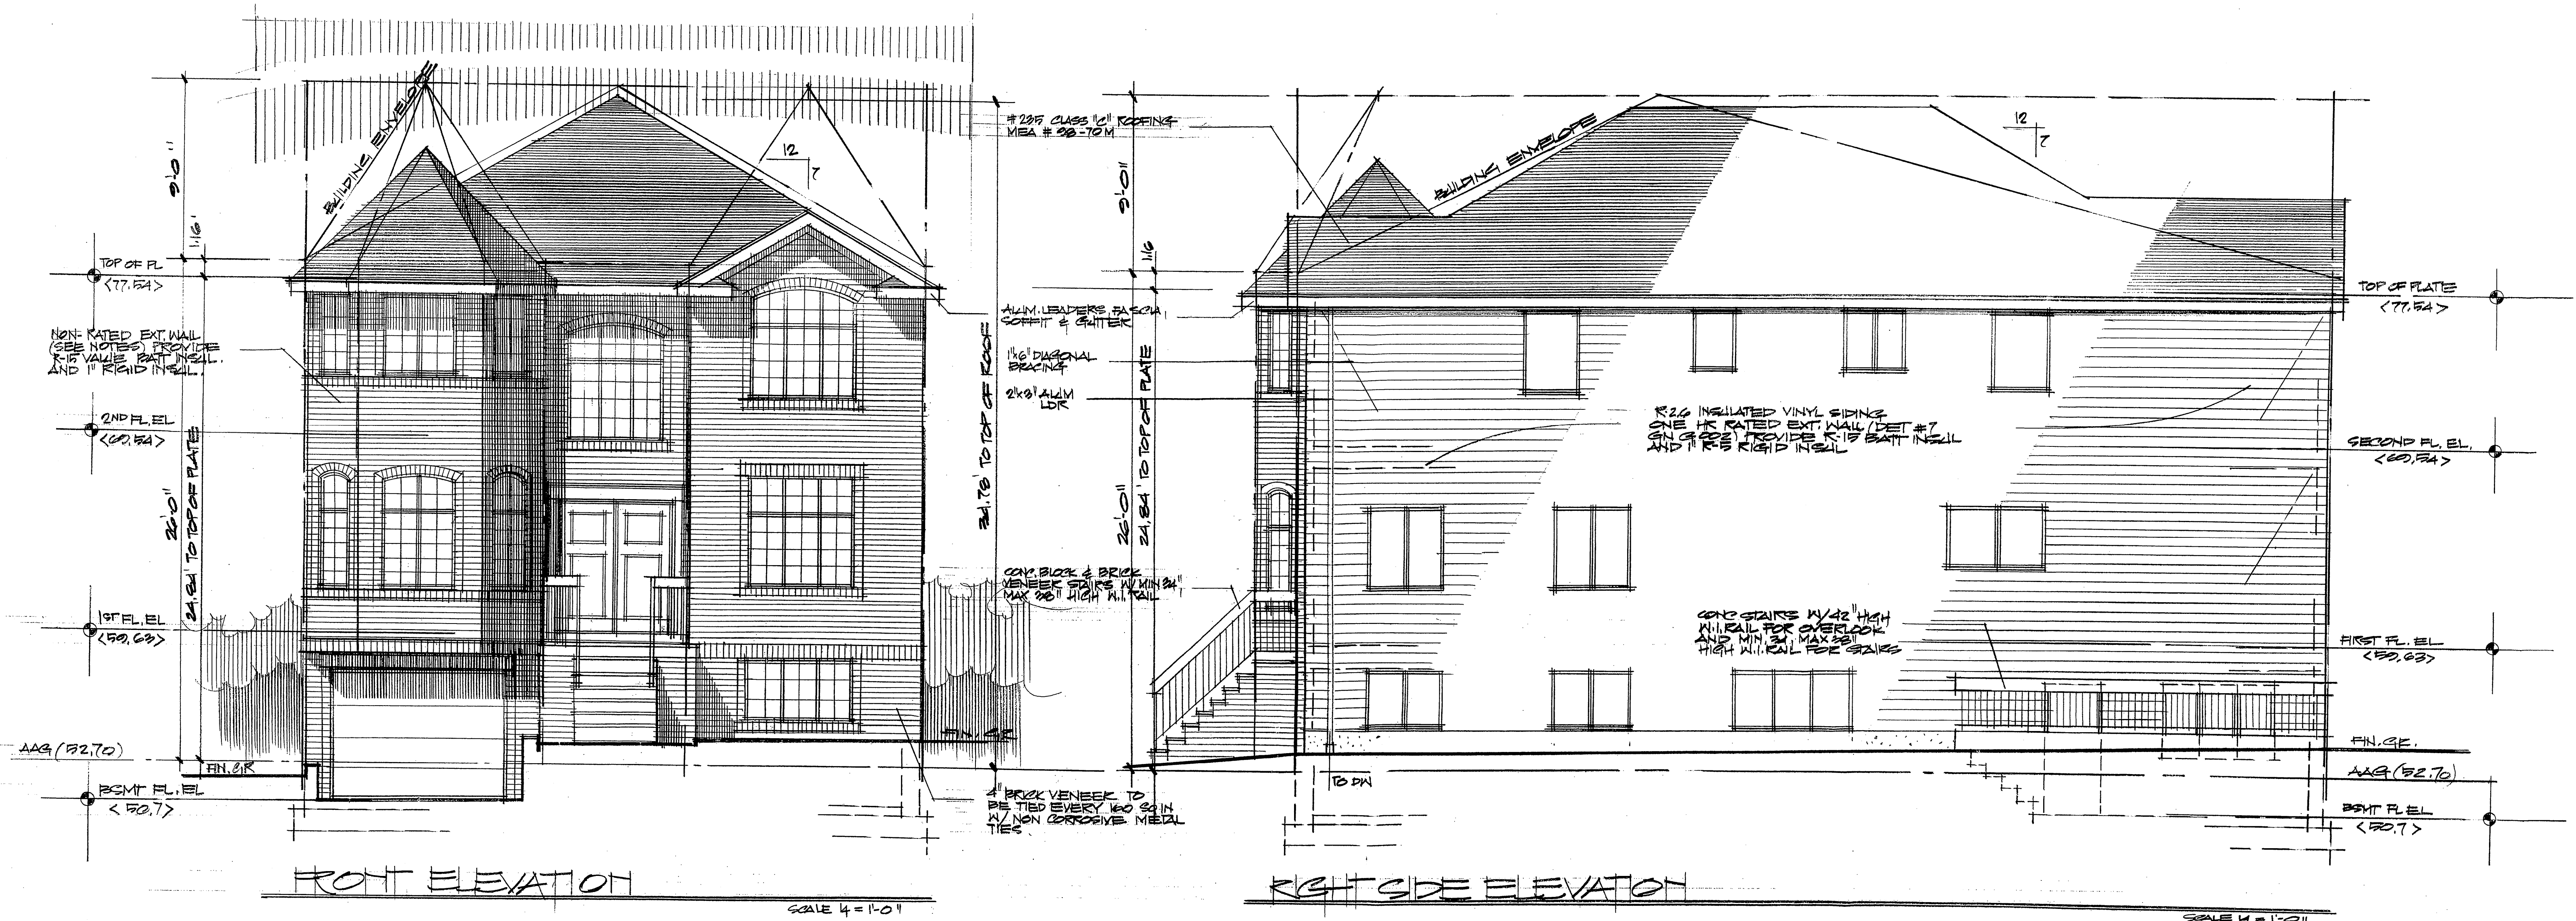 BUILDING ENVELOPE
9'-0"
1.16'
TOP OF PL
<77.54>
NON-RATED EXT. WALL
(SEE NOTES) PROVIDE
R-15 VALUE BATT INSUL.
AND 1" RIGID INSUL.
2ND FL. EL
<69.54>
26'-0"
24.84' TO TOP OF PLATE
1ST FL. EL
<59.63>
AAG (52.70)
FIN. GR
BSMT FL. EL
<50.7>
12
7
34.78' TO TOP OF ROOF
FIN. GR
FRONT ELEVATION
SCALE 1/4 = 1'-0"
#235 CLASS "C" ROOFING
MEA # 98-70M
ALUM. LEADERS, FASCIA,
SOFFIT & GUTTER
1"x6" DIAGONAL
BRACING
2"x3" ALUM
LDR
CONC. BLOCK & BRICK
VENEER STAIRS W/ MIN 34"
MAX 38" HIGH W.I. RAIL
4" BRICK VENEER TO
BE TIED EVERY 160 SQ IN
W/ NON CORROSIVE METAL
TIES.
9'-0"
1.16
26'-0"
24.84' TO TOP OF PLATE
BUILDING ENVELOPE
12
7
R-2.6 INSULATED VINYL SIDING
ONE HR RATED EXT. WALL (DET #7
GN G-002) PROVIDE R-15 BATT INSUL
AND 1" R-5 RIGID INSUL
CONC STAIRS W/ 42" HIGH
W.I. RAIL FOR OVERLOOK
AND MIN. 34, MAX 38"
HIGH W.I. RAIL FOR STAIRS
TO DW
TOP OF PLATE
<77.54>
SECOND FL. EL.
<69.54>
FIRST FL. EL
<59.63>
FIN. GR.
AAG (52.70)
BSMT FL EL
<50.7>
RIGHT SIDE ELEVATION
SCALE 1/4 = 1'-0"